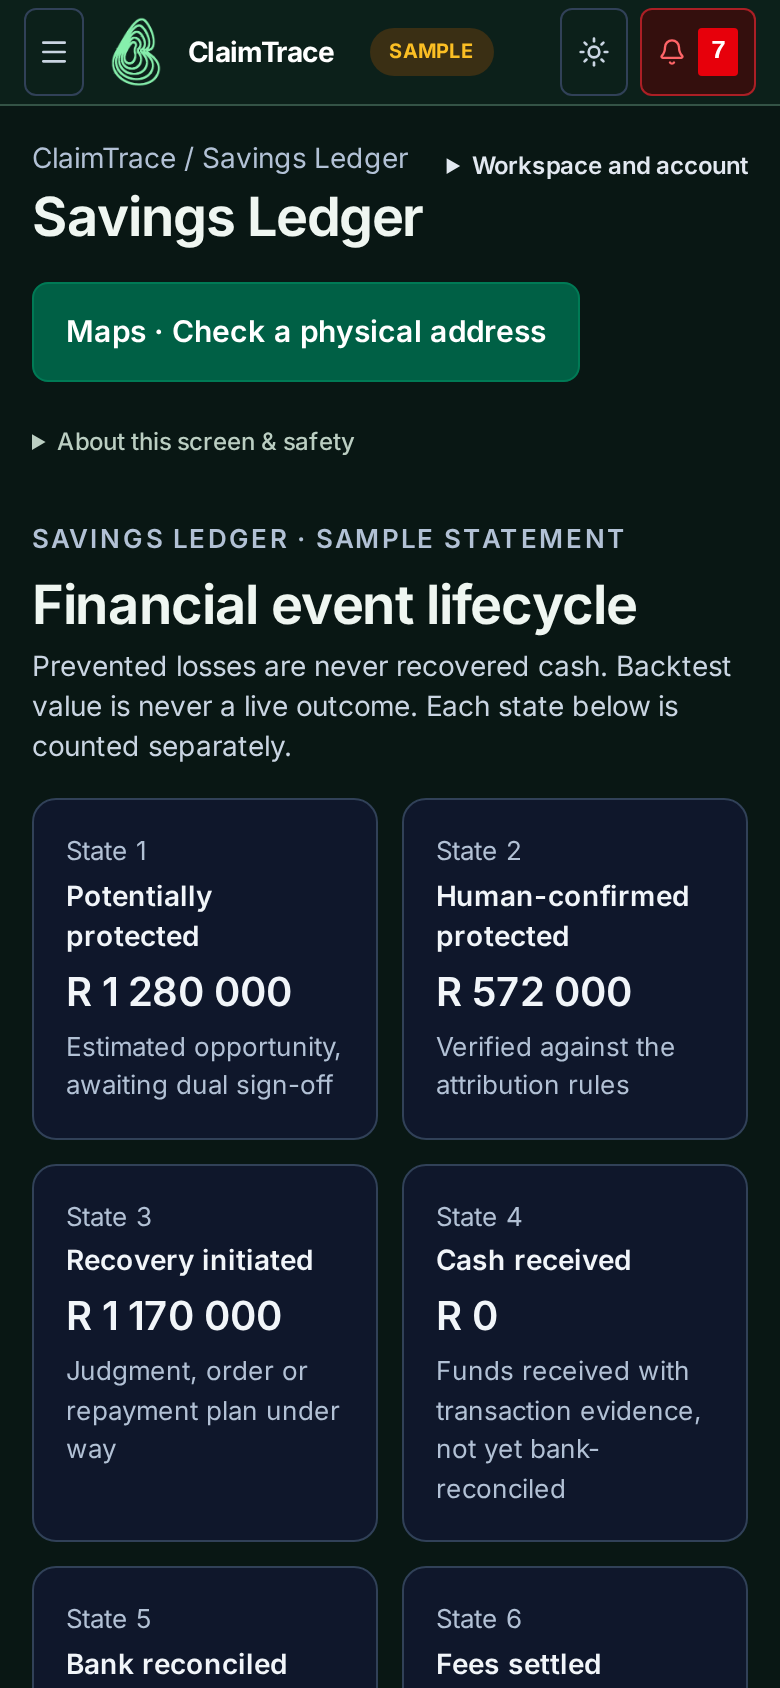 ClaimTrace
SAMPLE
7
ClaimTrace / Savings Ledger
Workspace and account
Savings Ledger
Maps · Check a physical address
About this screen & safety
SAVINGS LEDGER · SAMPLE STATEMENT
Financial event lifecycle
Prevented losses are never recovered cash. Backtest
value is never a live outcome. Each state below is
counted separately.
State 1
Potentially
protected
R 1 280 000
Estimated opportunity,
awaiting dual sign-off
State 2
Human-confirmed
protected
R 572 000
Verified against the
attribution rules
State 3
Recovery initiated
R 1 170 000
Judgment, order or
repayment plan under
way
State 4
Cash received
R 0
Funds received with
transaction evidence,
not yet bank-
reconciled
State 5
Bank reconciled
State 6
Fees settled